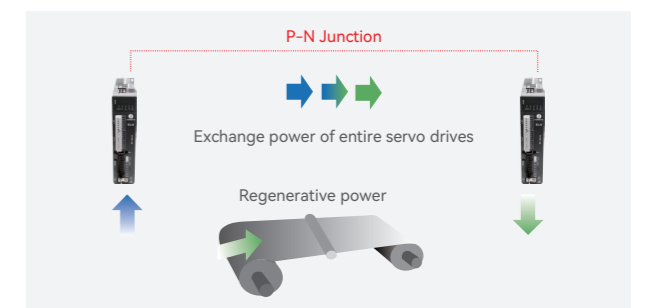 P-N Junction
Exchange power of entire servo drives
Regenerative power